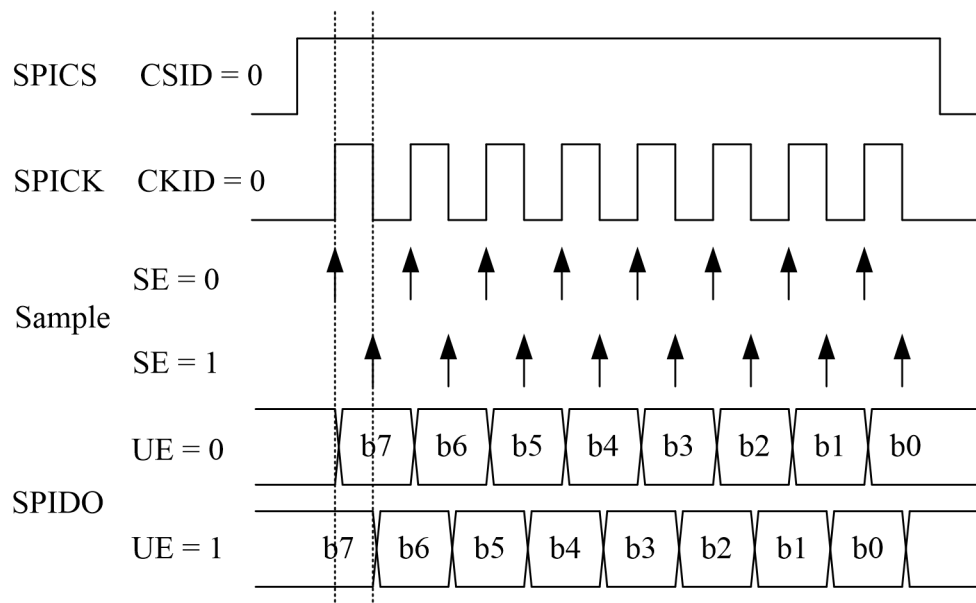 SPICS CSID = 0
SPICK CKID = 0
SE = 0
Sample
SE = 1
UE = 0 b7 b6 b5 b4 b3 b2 b1 b0
SPIDO
UE = 1 b7 b6 b5 b4 b3 b2 b1 b0